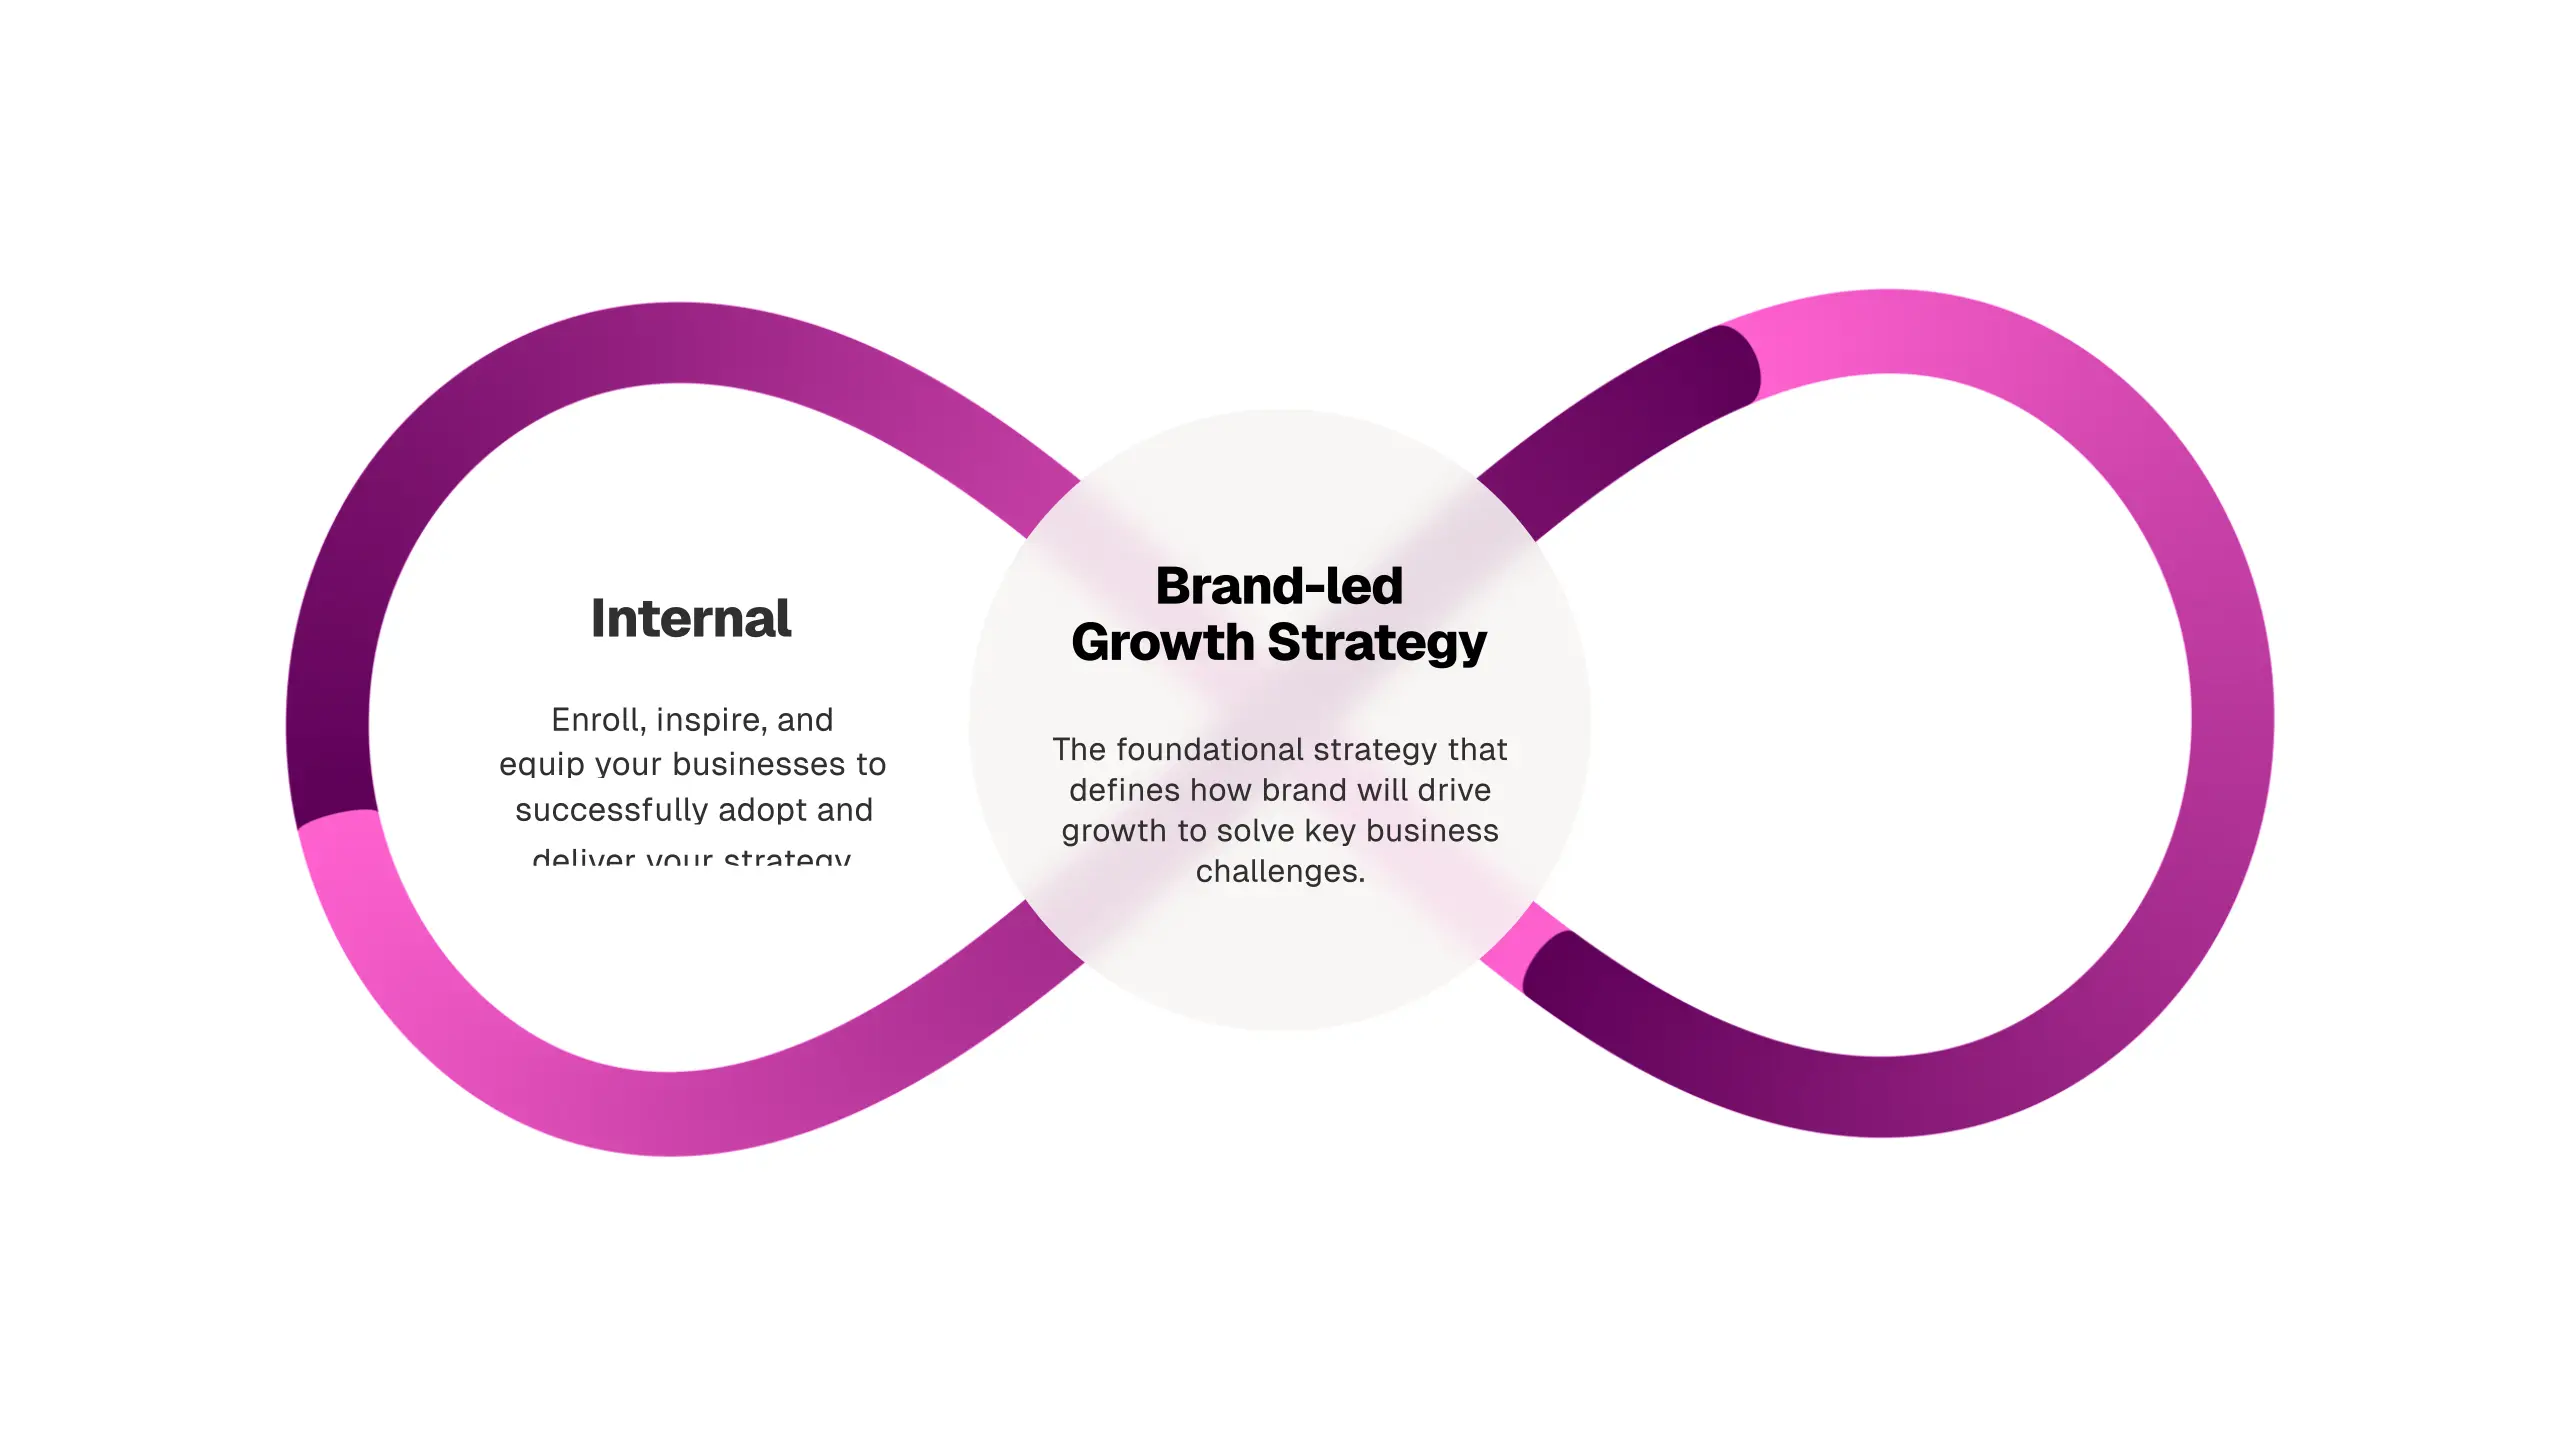 Internal
Enroll, inspire, and
equip your businesses to
successfully adopt and
deliver your strategy
Brand-led
Growth Strategy
The foundational strategy that
defines how brand will drive
growth to solve key business
challenges.